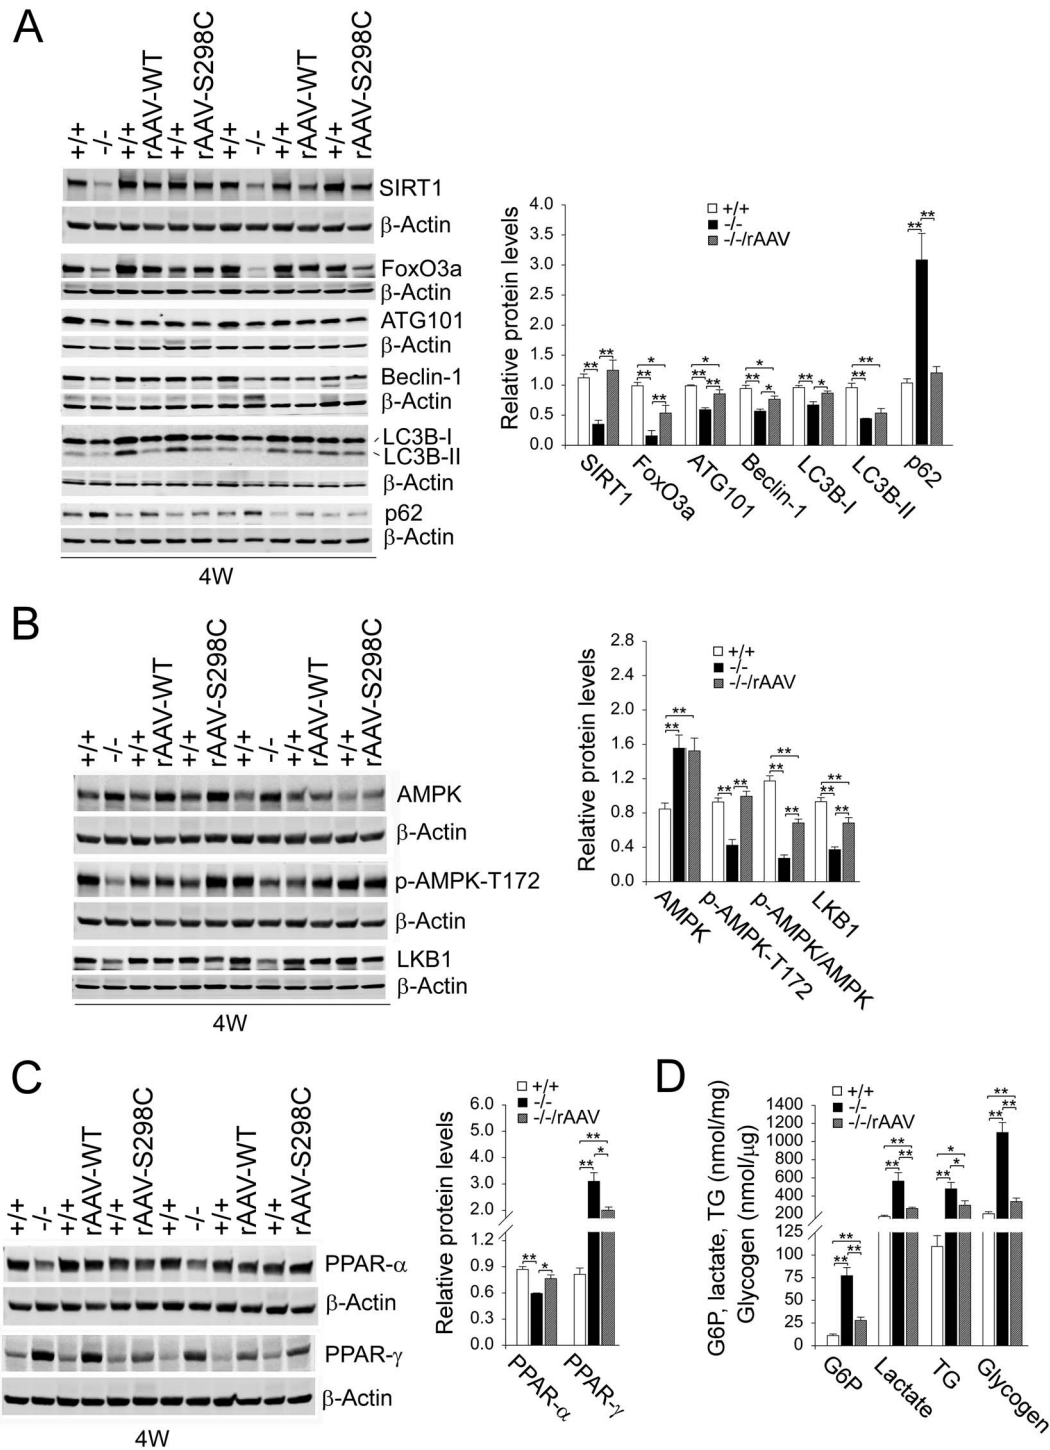 A
+/+
-/-
+/+
rAAV-WT
+/+
rAAV-S298C
+/+
-/-
+/+
rAAV-WT
+/+
rAAV-S298C
SIRT1
β-Actin
FoxO3a
β-Actin
ATG101
β-Actin
Beclin-1
β-Actin
LC3B-I
LC3B-II
β-Actin
p62
β-Actin
4W
Relative protein levels
4.0
3.5
3.0
2.5
2.0
1.5
1.0
0.5
0.0
+/+
-/-
-/-/rAAV
** **
* ** **
* ** **
* ** *
** *
** **
** **
SIRT1
FoxO3a
ATG101
Beclin-1
LC3B-I
LC3B-II
p62
B
+/+
-/-
+/+
rAAV-WT
+/+
rAAV-S298C
+/+
-/-
+/+
rAAV-WT
+/+
rAAV-S298C
AMPK
β-Actin
p-AMPK-T172
β-Actin
LKB1
β-Actin
4W
Relative protein levels
2.8
2.4
2.0
1.6
1.2
0.8
0.4
0.0
+/+
-/-
-/-/rAAV
** **
** **
** ** **
** ** **
AMPK
p-AMPK-T172
p-AMPK/AMPK
LKB1
C
+/+
-/-
+/+
rAAV-WT
+/+
rAAV-S298C
+/+
-/-
+/+
rAAV-WT
+/+
rAAV-S298C
PPAR-α
β-Actin
PPAR-γ
β-Actin
4W
Relative protein levels
6.0
5.0
4.0
3.0
2.0
1.2
0.9
0.6
0.3
0.0
+/+
-/-
-/-/rAAV
** *
** ** *
PPAR-α
PPAR-γ
D
G6P, lactate, TG (nmol/mg)
Glycogen (nmol/μg)
1400
1200
1000
800
600
400
200
125
100
75
50
25
0
+/+
-/-
-/-/rAAV
** ** **
** ** **
* ** *
** ** **
G6P
Lactate
TG
Glycogen